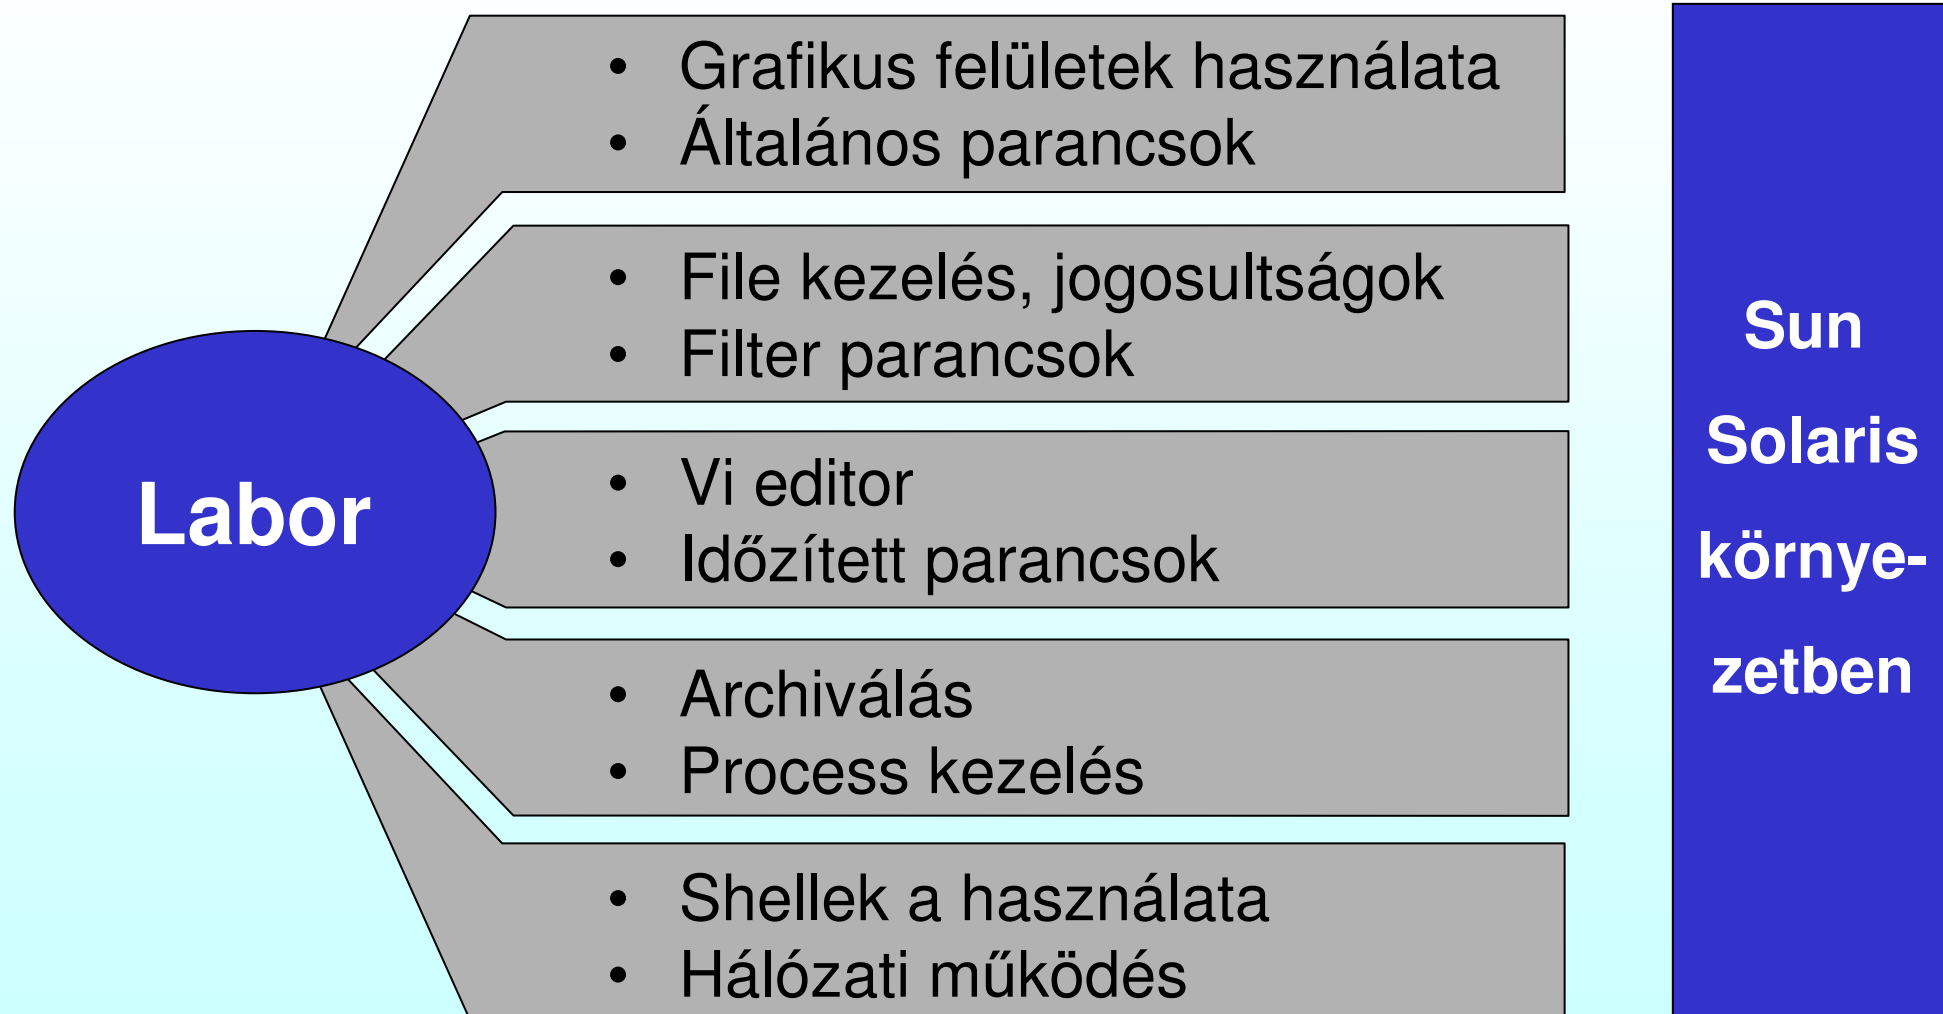 Labor
• Grafikus felületek használata
• Általános parancsok
• File kezelés, jogosultságok
• Filter parancsok
• Vi editor
• Időzített parancsok
• Archiválás
• Process kezelés
• Shellek a használata
• Hálózati működés
Sun
Solaris
környe-
zetben